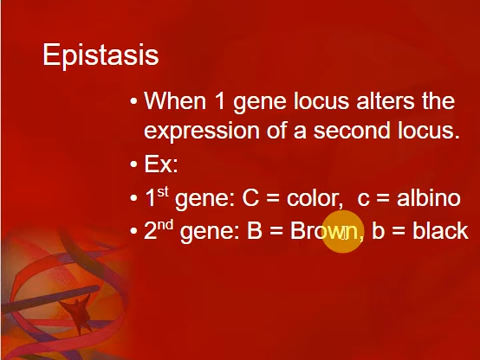 Epistasis
• When 1 gene locus alters the
expression of a second locus.
• Ex:
• 1st gene: C = color, c = albino
• 2nd gene: B = Brown, b = black